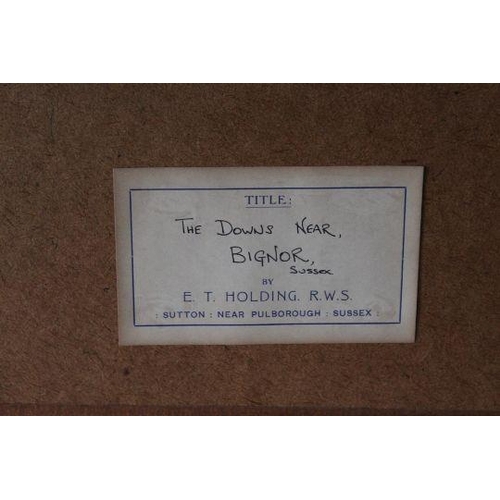 TITLE:
THE DOWNS NEAR,
BIGNOR,
SUSSEX
BY
E. T. HOLDING. R.W.S.
: SUTTON : NEAR PULBOROUGH : SUSSEX :